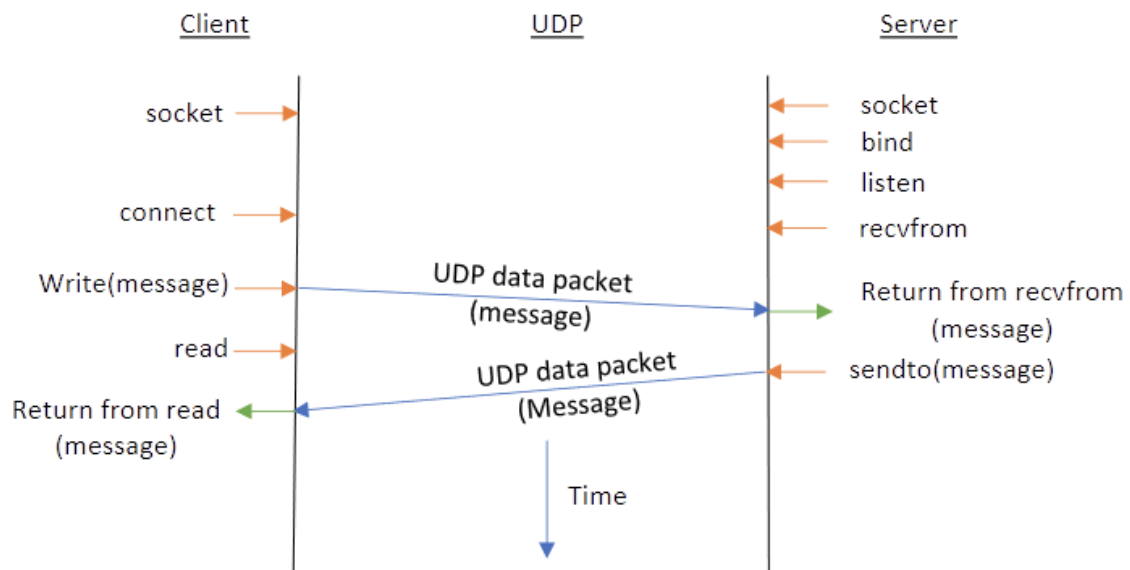 Client
UDP
Server
socket
socket
bind
listen
connect
recvfrom
Write(message)
UDP data packet
(message)
Return from recvfrom
(message)
read
UDP data packet
(Message)
sendto(message)
Return from read
(message)
Time